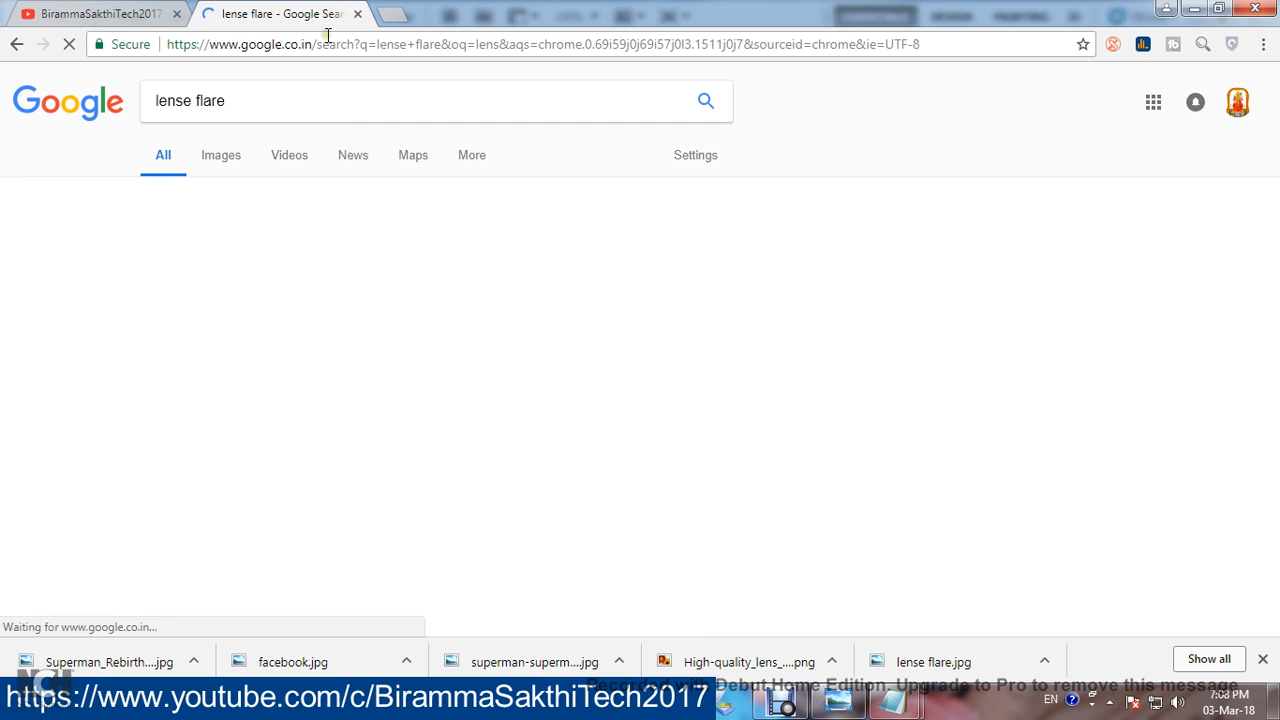 BirammaSakthiTech2017
lense flare - Google Sear
Secure
https://www.google.co.in/search?q=lense+flare&oq=lens&aqs=chrome.0.69i59j0j69i57j0l3.1511j0j7&sourceid=chrome&ie=UTF-8
Google
lense flare
All
Images
Videos
News
Maps
More
Settings
Waiting for www.google.co.in...
Superman_Rebirth....jpg
facebook.jpg
superman-superm....jpg
High-quality_lens_....png
lense flare.jpg
Show all
Recorded with Debut Home Edition. Upgrade to Pro to remove this message
https://www.youtube.com/c/BirammaSakthiTech2017
EN
7:08 PM
03-Mar-18